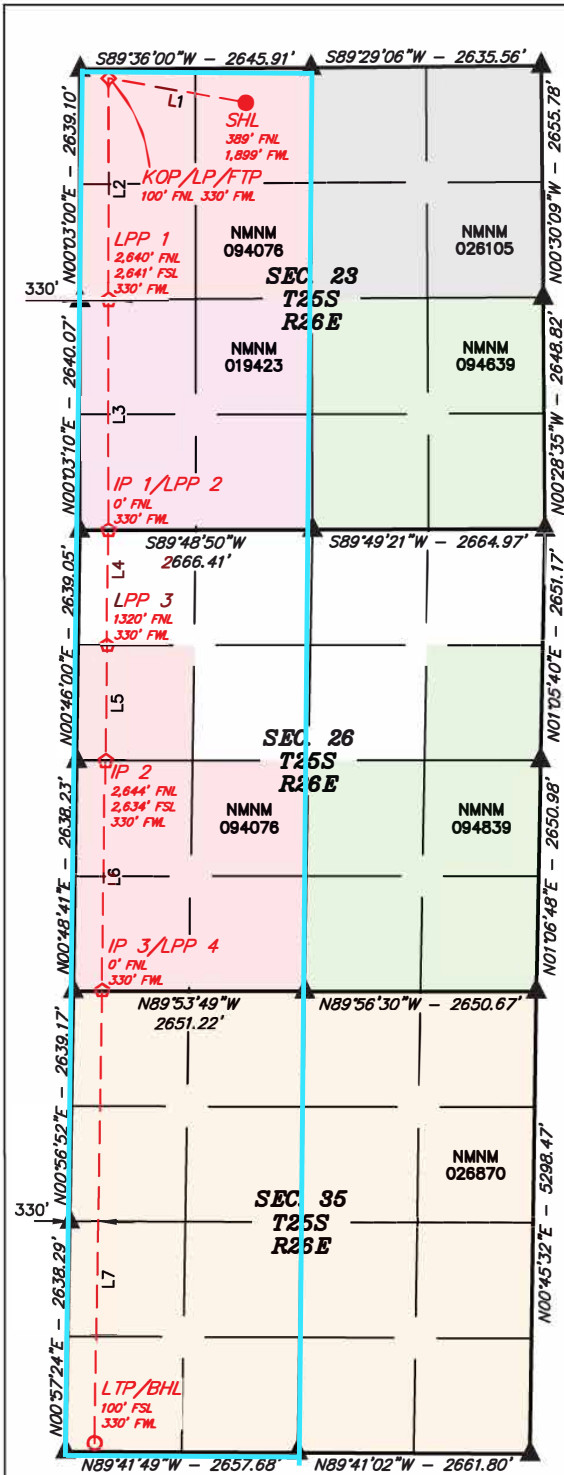 S89°36'00"W - 2645.91'
S89°29'06"W - 2635.56'
N00°03'00"E - 2639.10'
N00°30'09"W - 2655.78'
L1
SHL
389' FNL
1,899' FWL
L2
KOP/LP/FTP
100' FNL 330' FWL
LPP 1
2,640' FNL
2,641' FSL
330' FWL
NMNM
094076
NMNM
026105
SEC. 23
T25S
R26E
330'
N00°03'10"E - 2640.07'
N00°28'35"W - 2648.82'
NMNM
019423
NMNM
094639
L3
IP 1/LPP 2
0' FNL
330' FWL
S89°48'50"W
2666.41'
S89°49'21"W - 2664.97'
N00°46'00"E - 2639.05'
N01°05'40"E - 2651.17'
L4
LPP 3
1320' FNL
330' FWL
L5
SEC. 26
T25S
R26E
IP 2
2,644' FNL
2,634' FSL
330' FWL
NMNM
094076
NMNM
094839
N00°48'41"E - 2638.23'
N01°06'48"E - 2650.98'
L6
IP 3/LPP 4
0' FNL
330' FWL
N89°53'49"W
2651.22'
N89°56'30"W - 2650.67'
N00°56'52"E - 2639.17'
N00°45'32"E - 5298.47'
NMNM
026870
SEC. 35
T25S
R26E
330'
N00°57'24"E - 2638.29'
L7
LTP/BHL
100' FSL
330' FWL
N89°41'49"W - 2657.68'
N89°41'02"W - 2661.80'